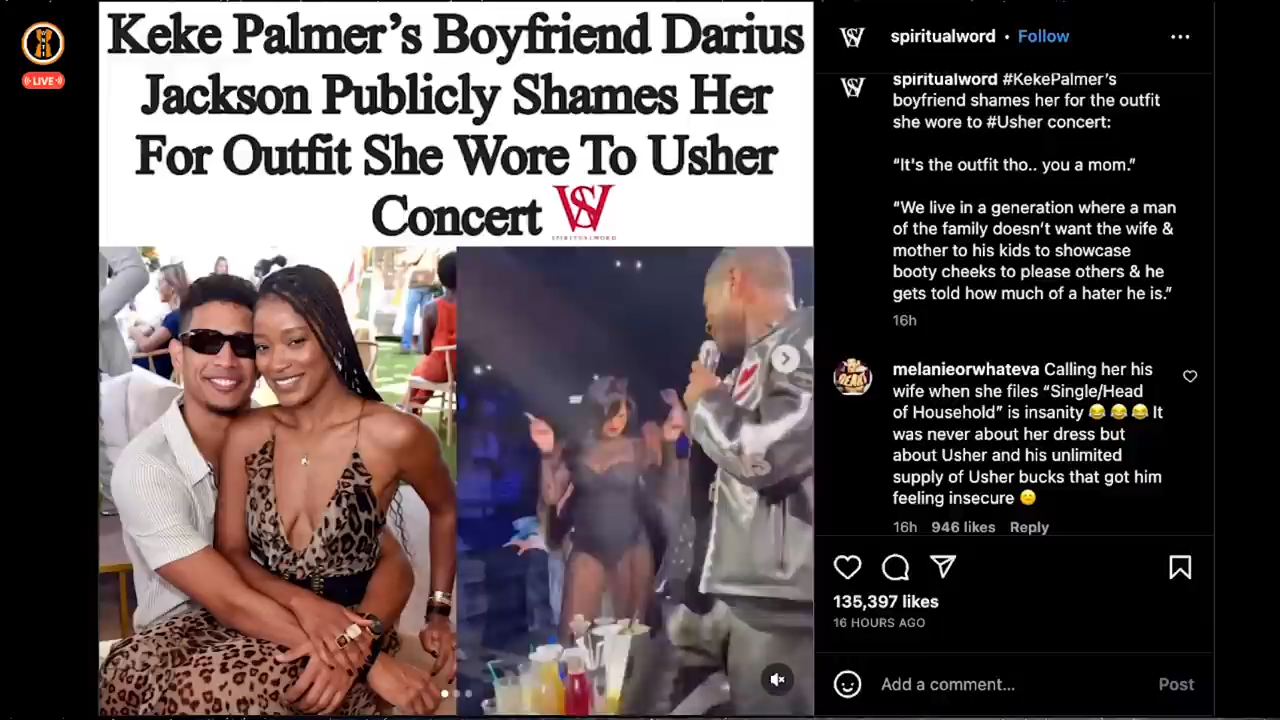 LIVE
Keke Palmer’s Boyfriend Darius
Jackson Publicly Shames Her
For Outfit She Wore To Usher
Concert WS
SPIRITUALWORD
spiritualword • Follow
spiritualword #KekePalmer’s
boyfriend shames her for the outfit
she wore to #Usher concert:
“It's the outfit tho.. you a mom.”
“We live in a generation where a man
of the family doesn’t want the wife &
mother to his kids to showcase
booty cheeks to please others & he
gets told how much of a hater he is.”
16h
melanieorwhateva Calling her his
wife when she files “Single/Head
of Household” is insanity 😂😂😂 It
was never about her dress but
about Usher and his unlimited
supply of Usher bucks that got him
feeling insecure 😊
16h 946 likes Reply
135,397 likes
16 HOURS AGO
Add a comment...
Post